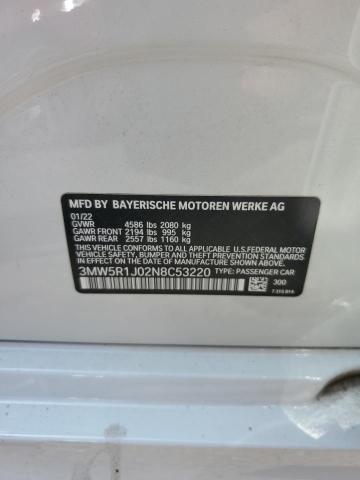 MFD BY BAYERISCHE MOTOREN WERKE AG
01/22
GVWR 4586 lbs 2080 kg
GAWR FRONT 2194 lbs 995 kg
GAWR REAR 2557 lbs 1160 kg
THIS VEHICLE CONFORMS TO ALL APPLICABLE U.S.FEDERAL MOTOR
VEHICLE SAFETY, BUMPER AND THEFT PREVENTION STANDARDS
IN EFFECT ON THE DATE OF MANUFACTURE SHOWN ABOVE.
3MW5R1J02N8C53220 TYPE: PASSENGER CAR
300